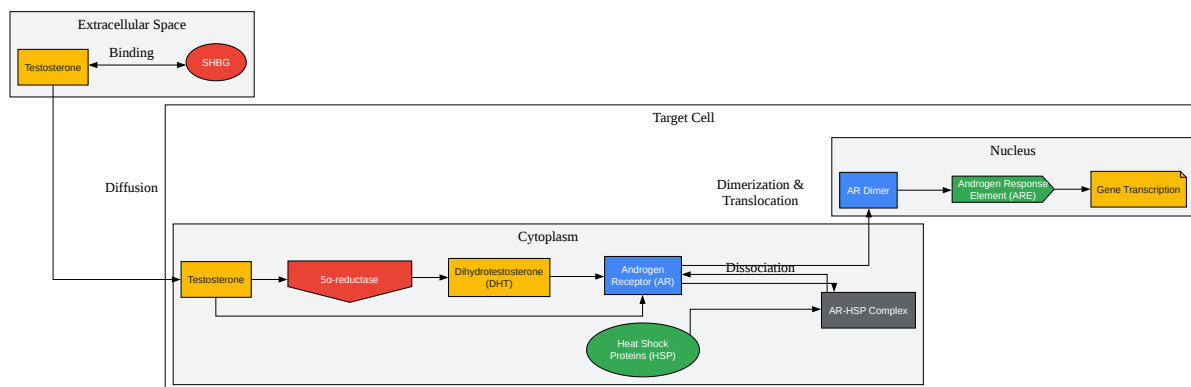 Extracellular Space
Binding
Testosterone
SHBG
Target Cell
Nucleus
Diffusion
Dimerization &
Translocation
AR Dimer
Androgen Response
Element (ARE)
Gene Transcription
Cytoplasm
Testosterone
5α-reductase
Dihydrotestosterone
(DHT)
Androgen
Receptor (AR)
Dissociation
AR-HSP Complex
Heat Shock
Proteins (HSP)